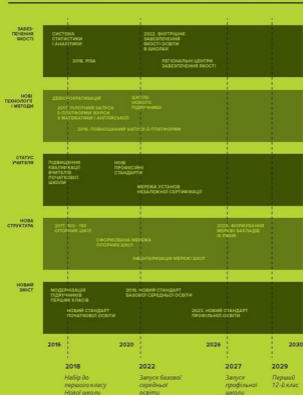 ЗАБЕЗ-
ПЕЧЕННЯ
ЯКОСТІ
СИСТЕМА
СТАТИСТИКИ
І АНАЛІТИКИ
2022. ВНУТРІШНЄ
ЗАБЕЗПЕЧЕННЯ
ЯКОСТІ ОСВІТИ
В ШКОЛАХ
2018. PISA
РЕГІОНАЛЬНІ ЦЕНТРИ
ЗАБЕЗПЕЧЕННЯ ЯКОСТІ
НОВІ
ТЕХНОЛОГІЇ
І МЕТОДИ
ДЕБЮРОКРАТИЗАЦІЯ
ШКОЛА
НОВОГО
ПІДРУЧНИКА
2017. ПІЛОТНИЙ ЗАПУСК
Е-ПЛАТФОРМИ (КУРСИ
З МАТЕМАТИКИ І АНГЛІЙСЬКОЇ)
2019. ПОВНОЦІННИЙ ЗАПУСК Е-ПЛАТФОРМИ
СТАТУС
УЧИТЕЛЯ
ПІДВИЩЕННЯ
КВАЛІФІКАЦІЇ
ВЧИТЕЛІВ
ПОЧАТКОВОЇ
ШКОЛИ
НОВІ
ПРОФЕСІЙНІ
СТАНДАРТИ
МЕРЕЖА УСТАНОВ
НЕЗАЛЕЖНОЇ СЕРТИФІКАЦІЇ
НОВА
СТРУКТУРА
2017. 100-150
ОПОРНИХ ШКІЛ
2026. ФОРМУВАННЯ
МЕРЕЖІ ЗАКЛАДІВ
СФОРМОВАНА МЕРЕЖА
ОПОРНИХ ШКІЛ
МЕРЕЖІ ШКІЛ
НОВИЙ
ЗМІСТ
МОДЕРНІЗАЦІЯ
ПІДРУЧНИКІВ
ПЕРШИХ КЛАСІВ
2019. НОВИЙ СТАНДАРТ
БАЗОВОЇ СЕРЕДНЬОЇ ОСВІТИ
НОВИЙ СТАНДАРТ
ПОЧАТКОВОЇ ОСВІТИ
2023. НОВИЙ СТАНДАРТ
ПРОФІЛЬНОЇ ОСВІТИ
2016 2020 2026 2030
2018 2022 2027 2029
Набір до
першого класу
Нової школи
Запуск базової
середньої
освіти
Запуск
профільної
школи
Перший
12-й клас